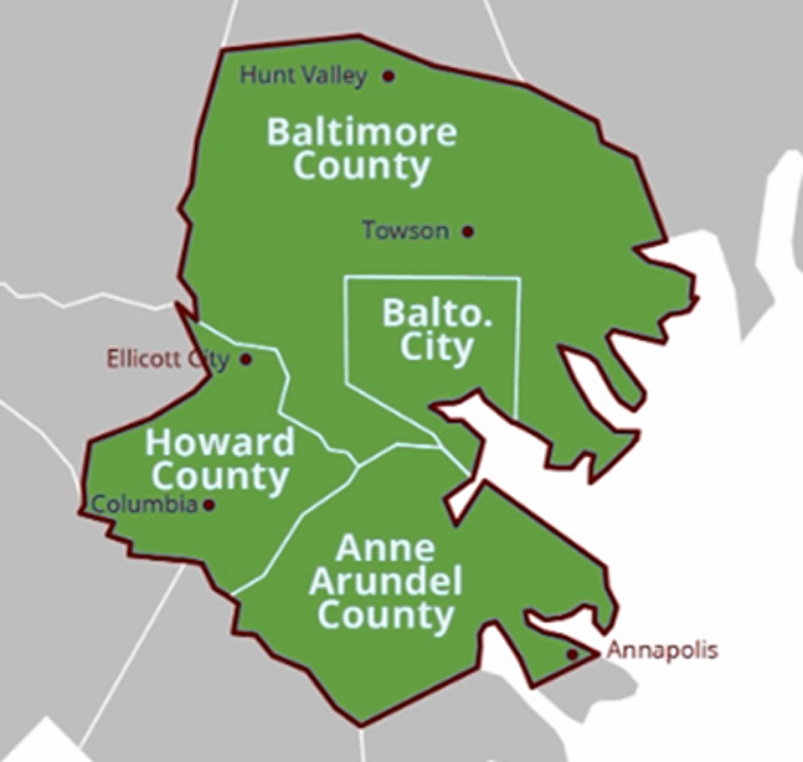 Hunt Valley
Baltimore
County
Towson
Balto.
City
Ellicott City
Howard
County
Columbia
Anne
Arundel
County
Annapolis